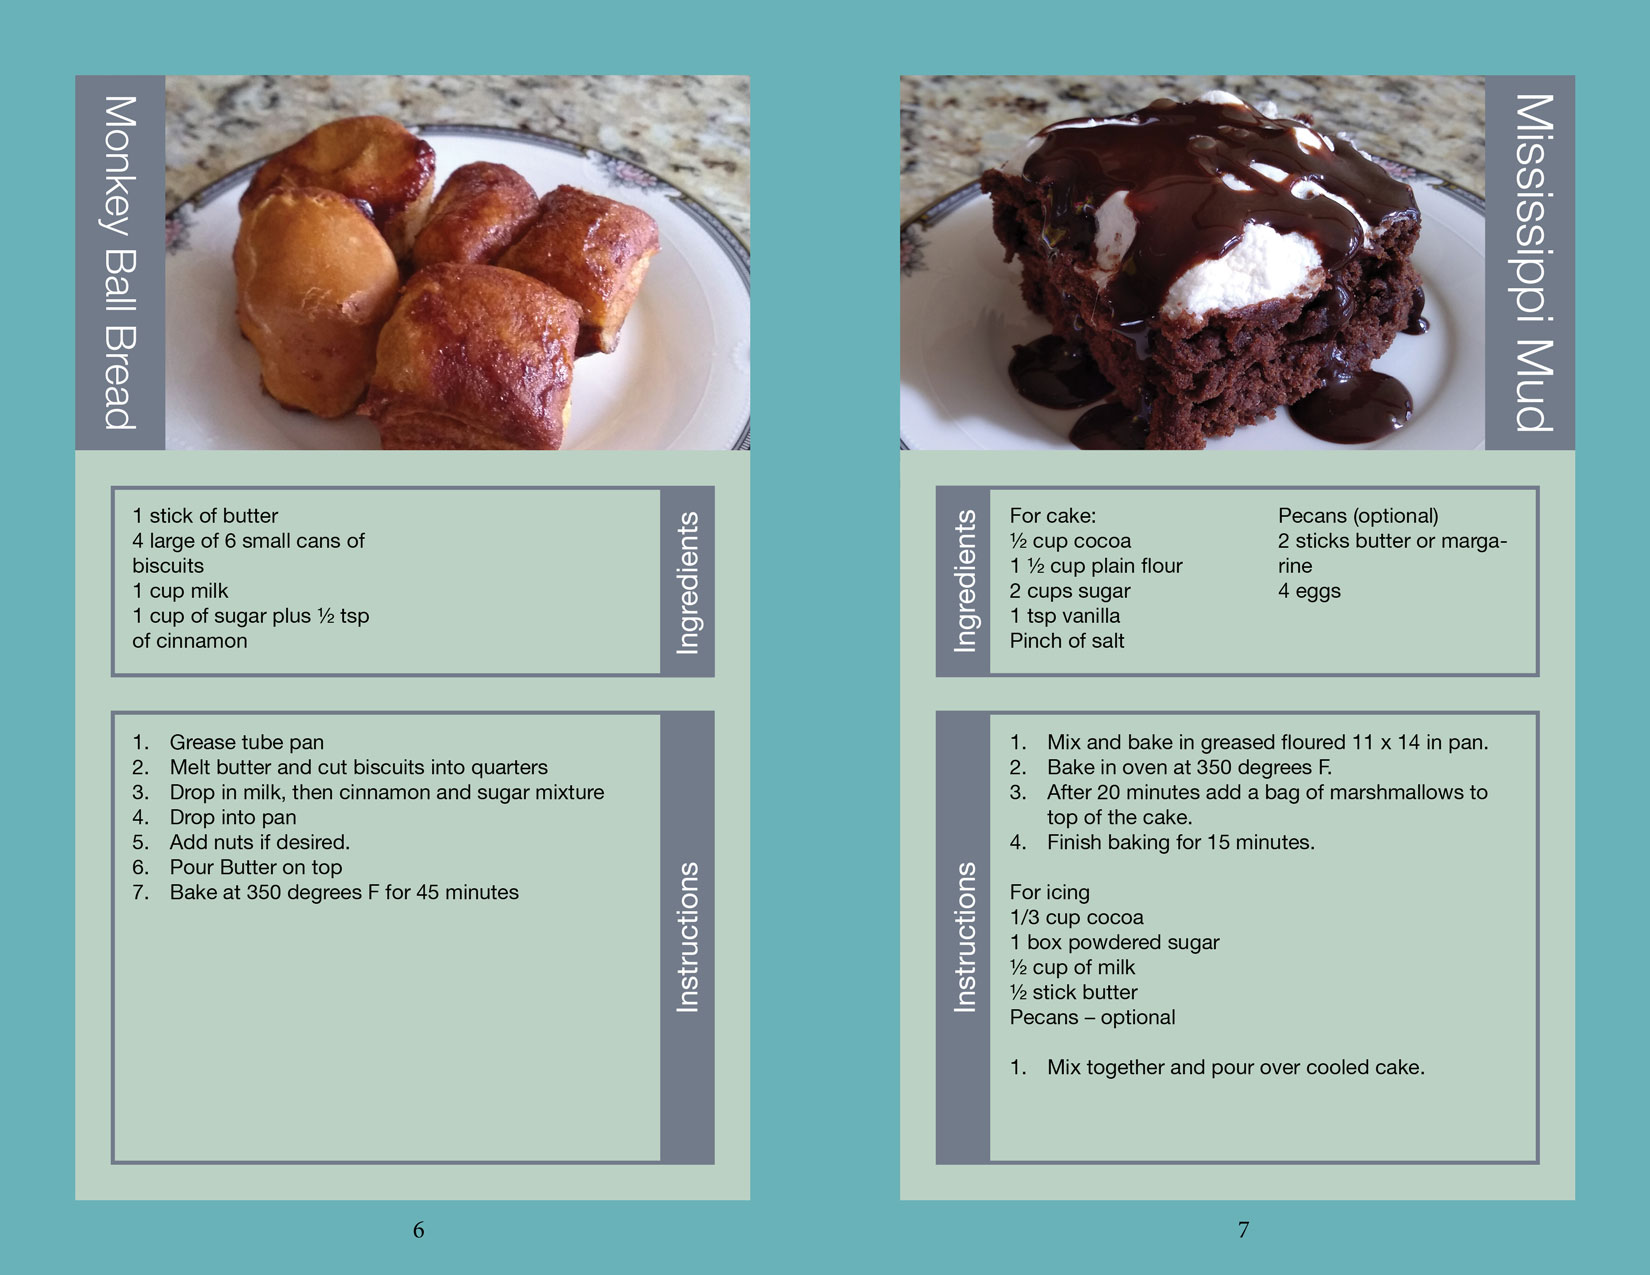 Monkey Ball Bread
1 stick of butter
4 large of 6 small cans of
biscuits
1 cup milk
1 cup of sugar plus ½ tsp
of cinnamon
Ingredients
1. Grease tube pan
2. Melt butter and cut biscuits into quarters
3. Drop in milk, then cinnamon and sugar mixture
4. Drop into pan
5. Add nuts if desired.
6. Pour Butter on top
7. Bake at 350 degrees F for 45 minutes
Instructions
6
Mississippi Mud
Ingredients
For cake:
½ cup cocoa
1 ½ cup plain flour
2 cups sugar
1 tsp vanilla
Pinch of salt
Pecans (optional)
2 sticks butter or marga-
rine
4 eggs
Instructions
1. Mix and bake in greased floured 11 x 14 in pan.
2. Bake in oven at 350 degrees F.
3. After 20 minutes add a bag of marshmallows to
top of the cake.
4. Finish baking for 15 minutes.
For icing
1/3 cup cocoa
1 box powdered sugar
½ cup of milk
½ stick butter
Pecans – optional
1. Mix together and pour over cooled cake.
7